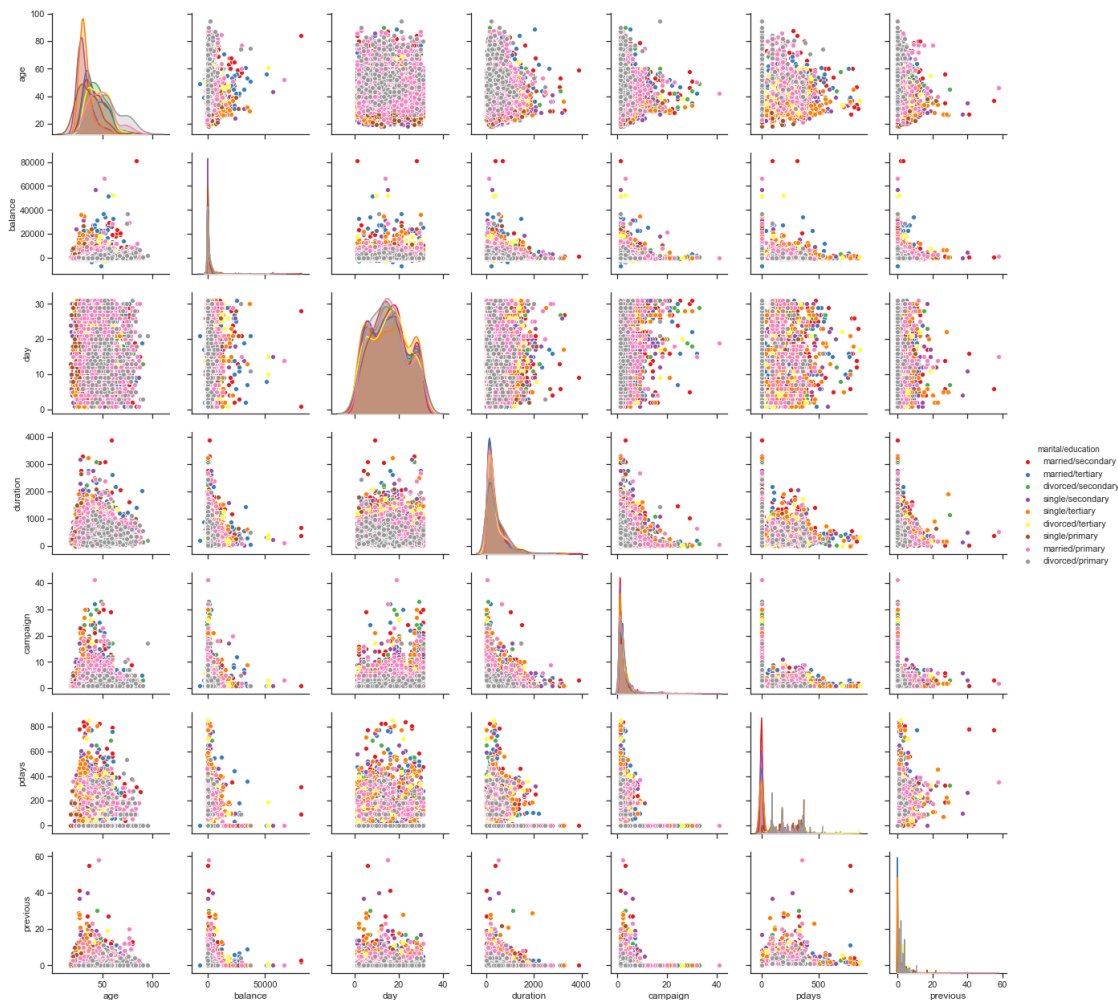 100
80
60
40
20
age
80000
60000
40000
20000
0
balance
30
20
10
0
day
4000
3000
2000
1000
0
duration
40
30
20
10
0
campaign
800
600
400
200
0
pdays
60
40
20
0
previous
marital/education
married/secondary
married/tertiary
divorced/secondary
single/secondary
single/tertiary
divorced/tertiary
single/primary
married/primary
divorced/primary
50 100
age
0 50000
balance
0 20 40
day
0 2000 4000
duration
0 20 40
campaign
0 500
pdays
0 20 40 60
previous